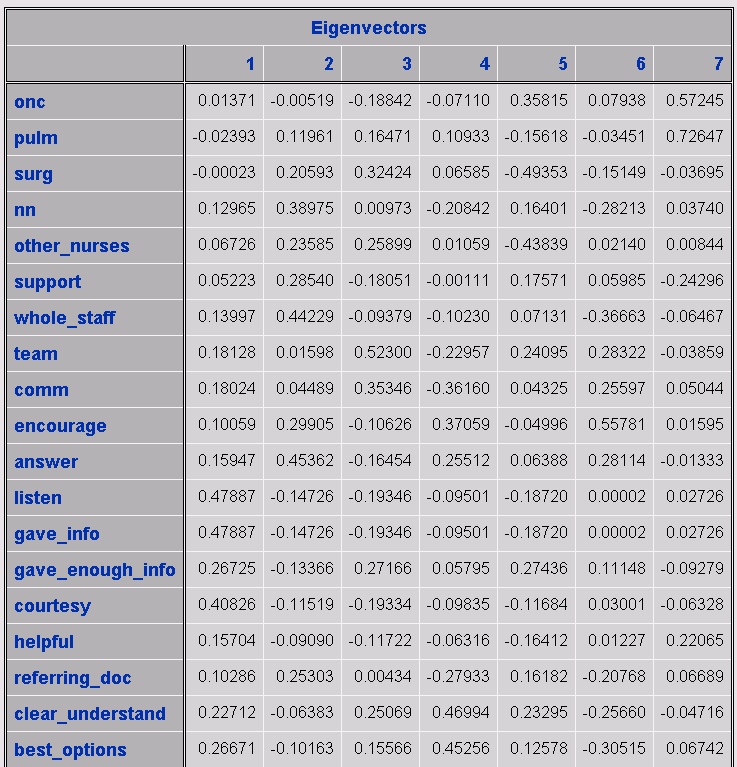 Eigenvectors
1 2 3 4 5 6 7
onc 0.01371 -0.00519 -0.18842 -0.07110 0.35815 0.07938 0.57245
pulm -0.02393 0.11961 0.16471 0.10933 -0.15618 -0.03451 0.72647
surg -0.00023 0.20593 0.32424 0.06585 -0.49353 -0.15149 -0.03695
nn 0.12965 0.38975 0.00973 -0.20842 0.16401 -0.28213 0.03740
other_nurses 0.06726 0.23585 0.25899 0.01059 -0.43839 0.02140 0.00844
support 0.05223 0.28540 -0.18051 -0.00111 0.17571 0.05985 -0.24296
whole_staff 0.13997 0.44229 -0.09379 -0.10230 0.07131 -0.36663 -0.06467
team 0.18128 0.01598 0.52300 -0.22957 0.24095 0.28322 -0.03859
comm 0.18024 0.04489 0.35346 -0.36160 0.04325 0.25597 0.05044
encourage 0.10059 0.29905 -0.10626 0.37059 -0.04996 0.55781 0.01595
answer 0.15947 0.45362 -0.16454 0.25512 0.06388 0.28114 -0.01333
listen 0.47887 -0.14726 -0.19346 -0.09501 -0.18720 0.00002 0.02726
gave_info 0.47887 -0.14726 -0.19346 -0.09501 -0.18720 0.00002 0.02726
gave_enough_info 0.26725 -0.13366 0.27166 0.05795 0.27436 0.11148 -0.09279
courtesy 0.40826 -0.11519 -0.19334 -0.09835 -0.11684 0.03001 -0.06328
helpful 0.15704 -0.09090 -0.11722 -0.06316 -0.16412 0.01227 0.22065
referring_doc 0.10286 0.25303 0.00434 -0.27933 0.16182 -0.20768 0.06689
clear_understand 0.22712 -0.06383 0.25069 0.46994 0.23295 -0.25660 -0.04716
best_options 0.26671 -0.10163 0.15566 0.45256 0.12578 -0.30515 0.06742